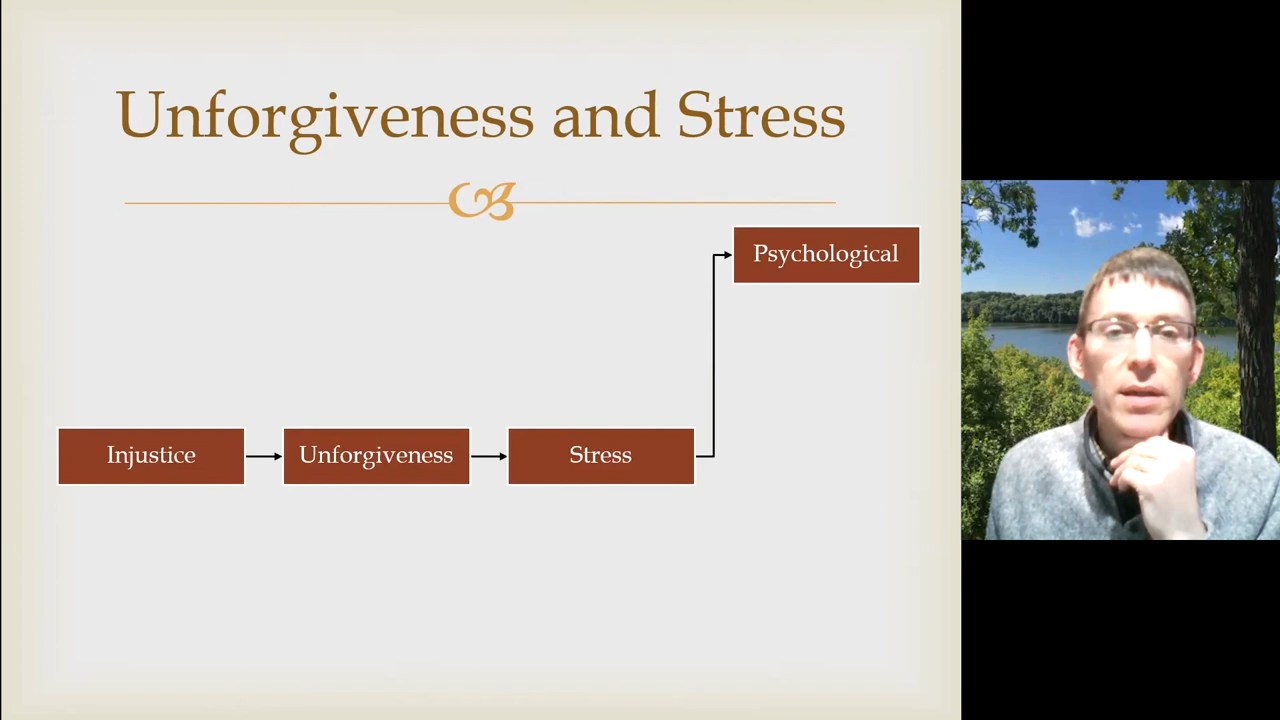 Unforgiveness and Stress
Psychological
Injustice
Unforgiveness
Stress